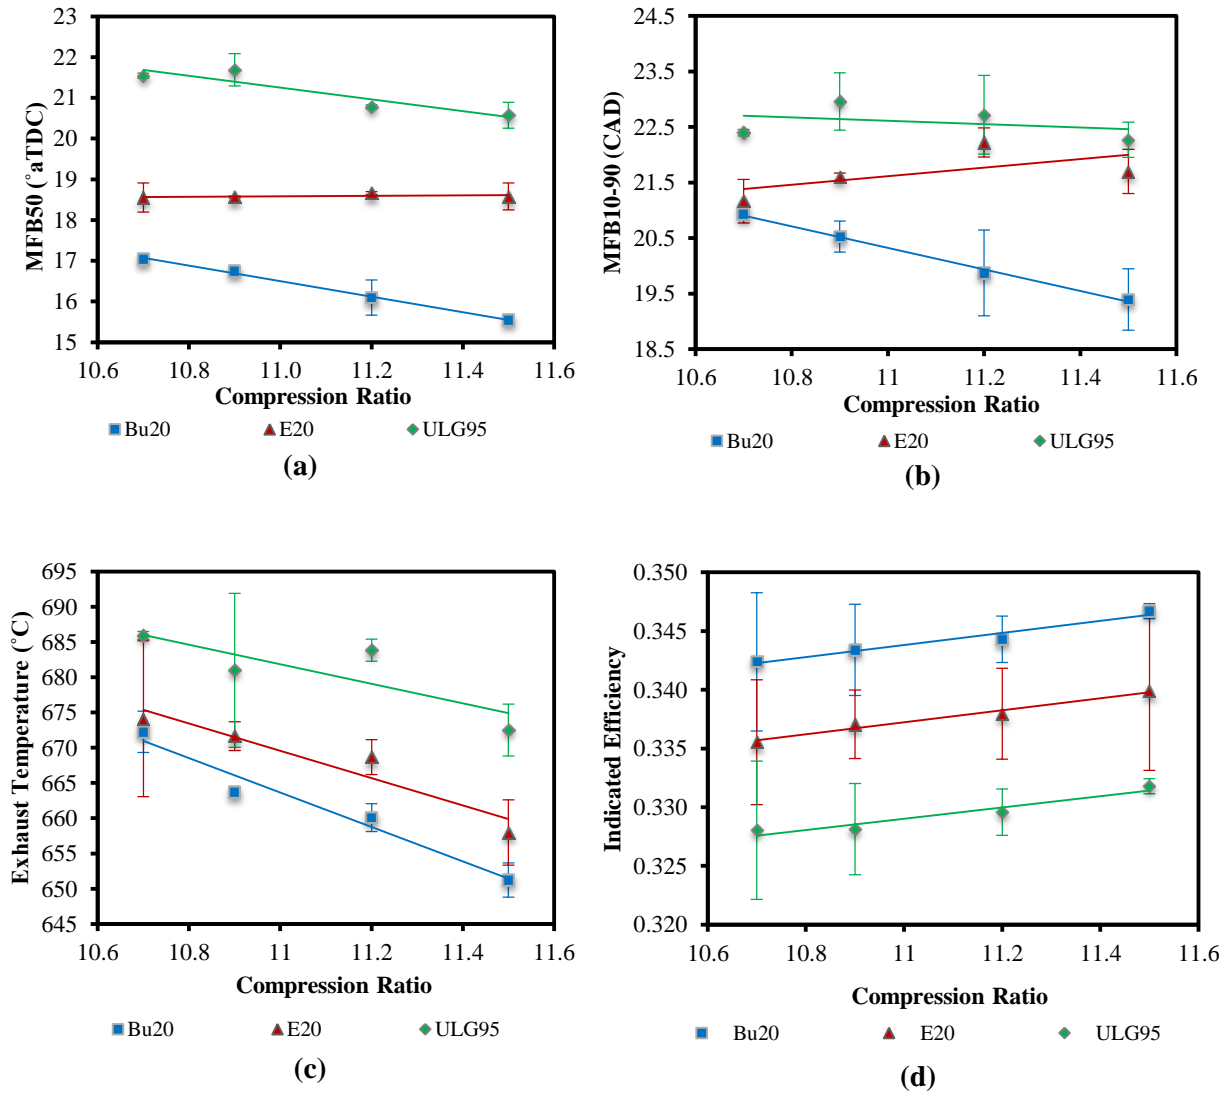 MFB50 (˚aTDC)
23
22
21
20
19
18
17
16
15
10.6 10.8 11.0 11.2 11.4 11.6
Compression Ratio
Bu20 E20 ULG95
(a)
MFB10-90 (CAD)
24.5
23.5
22.5
21.5
20.5
19.5
18.5
10.6 10.8 11 11.2 11.4 11.6
Compression Ratio
Bu20 E20 ULG95
(b)
Exhaust Temperature (˚C)
695
690
685
680
675
670
665
660
655
650
645
10.6 10.8 11 11.2 11.4 11.6
Compression Ratio
Bu20 E20 ULG95
(c)
Indicated Efficiency
0.350
0.345
0.340
0.335
0.330
0.325
0.320
10.6 10.8 11 11.2 11.4 11.6
Compression Ratio
Bu20 E20 ULG95
(d)